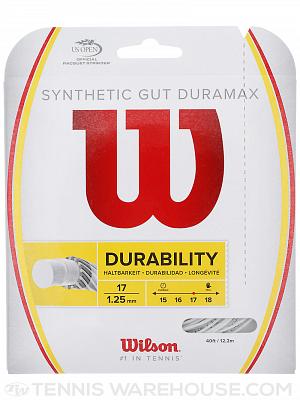 US OPEN
OFFICIAL
RACQUET STRINGER
SYNTHETIC GUT DURAMAX
W
DURABILITY
HALTBARKEIT • DURABILIDAD • LONGÉVITÉ
17
1.25 mm
15 16 17 18
Wilson
#1 IN TENNIS
40ft / 12.2m
TENNIS WAREHOUSE.COM